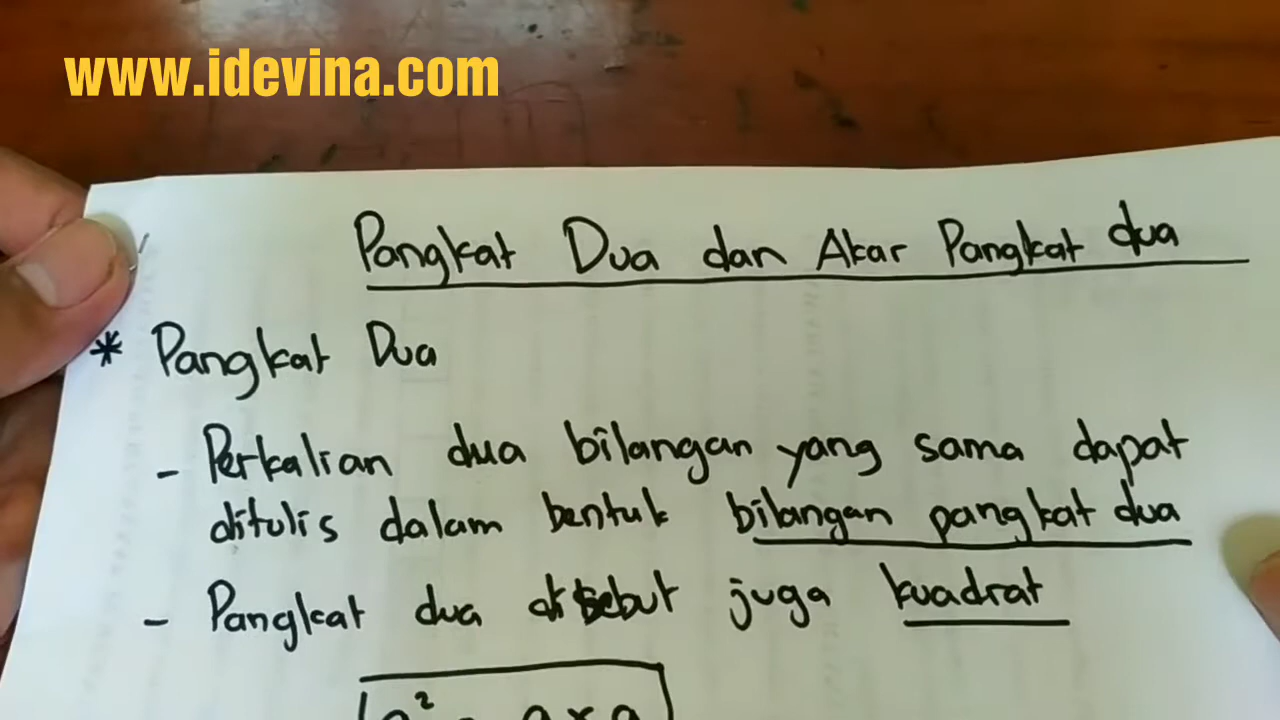 www.idevina.com
Pangkat Dua dan Akar Pangkat dua
* Pangkat Dua
- Perkalian dua bilangan yang sama dapat
ditulis dalam bentuk bilangan pangkat dua
- Pangkat dua disebut juga kuadrat
a² = a x a